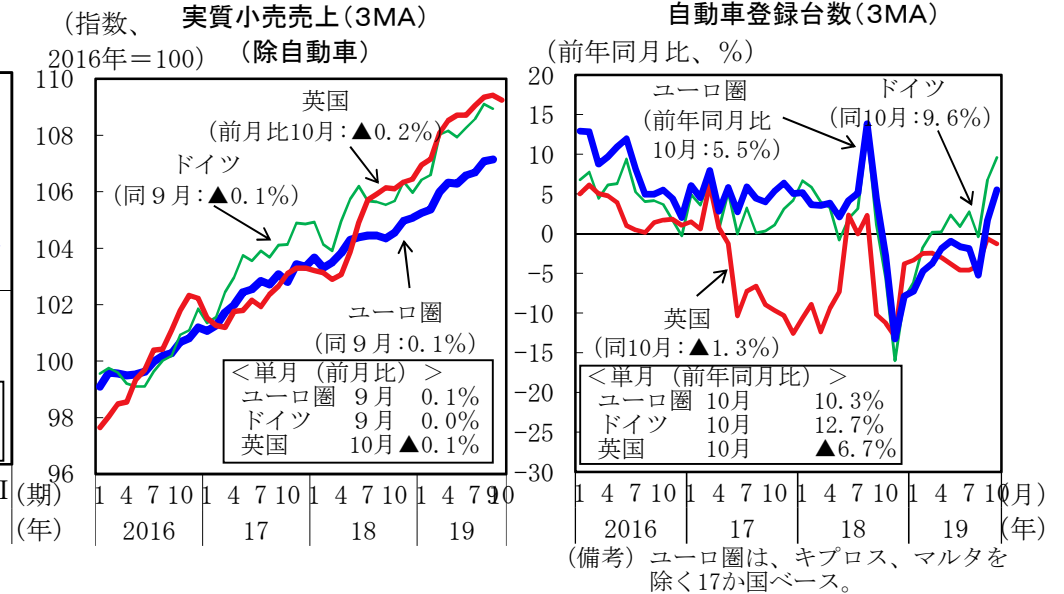 実質小売売上(3MA)
(除自動車)
(指数、
2016年＝100)
110
108
106
104
102
100
98
96
英国
(前月比10月：▲0.2%)
ドイツ
(同９月：▲0.1%)
ユーロ圏
(同９月：0.1%)
＜単月（前月比）＞
ユーロ圏 ９月 0.1%
ドイツ ９月 0.0%
英国 10月▲0.1%
I
(期)
1 4 7 10 1 4 7 10 1 4 7 10 1 4 7 9 10
(年)
2016 17 18 19
自動車登録台数(3MA)
(前年同月比、%)
20
15
10
5
0
−5
−10
−15
−20
−25
−30
ユーロ圏
(前年同月比
10月：5.5%)
ドイツ
(同10月：9.6%)
英国
(同10月：▲1.3%)
＜単月（前年同月比）＞
ユーロ圏 10月 10.3%
ドイツ 10月 12.7%
英国 10月 ▲6.7%
1 4 7 10 1 4 7 10 1 4 7 10 1 4 7 10 (月)
2016 17 18 19 (年)
（備考）ユーロ圏は、キプロス、マルタを
除く17か国ベース。